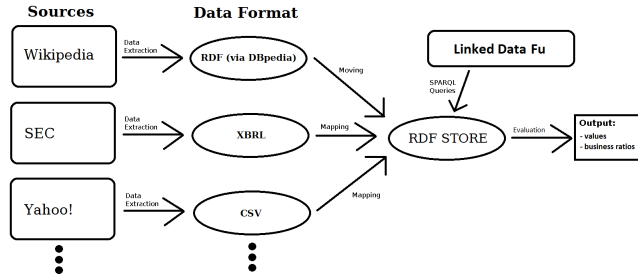 Sources
Data Format
Wikipedia
Data
Extraction
RDF (via DBpedia)
Moving
Linked Data Fu
SPARQL
Queries
SEC
Data
Extraction
XBRL
Mapping
RDF STORE
Evaluation
Output:
- values
- business ratios
Yahoo!
Data
Extraction
CSV
Mapping